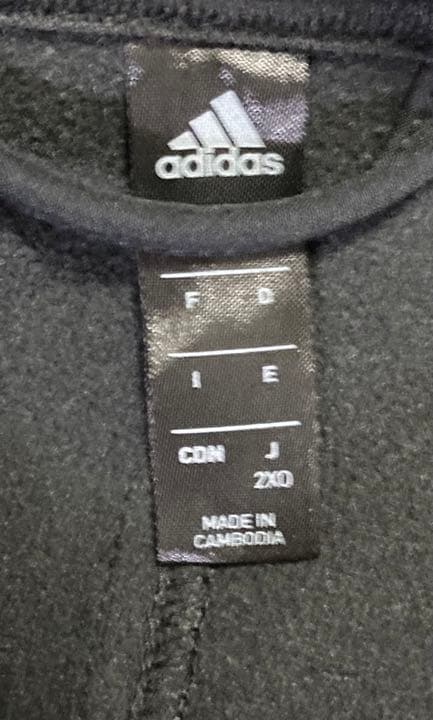 adidas
F D
I E
CDN J
2XO
MADE IN
CAMBODIA